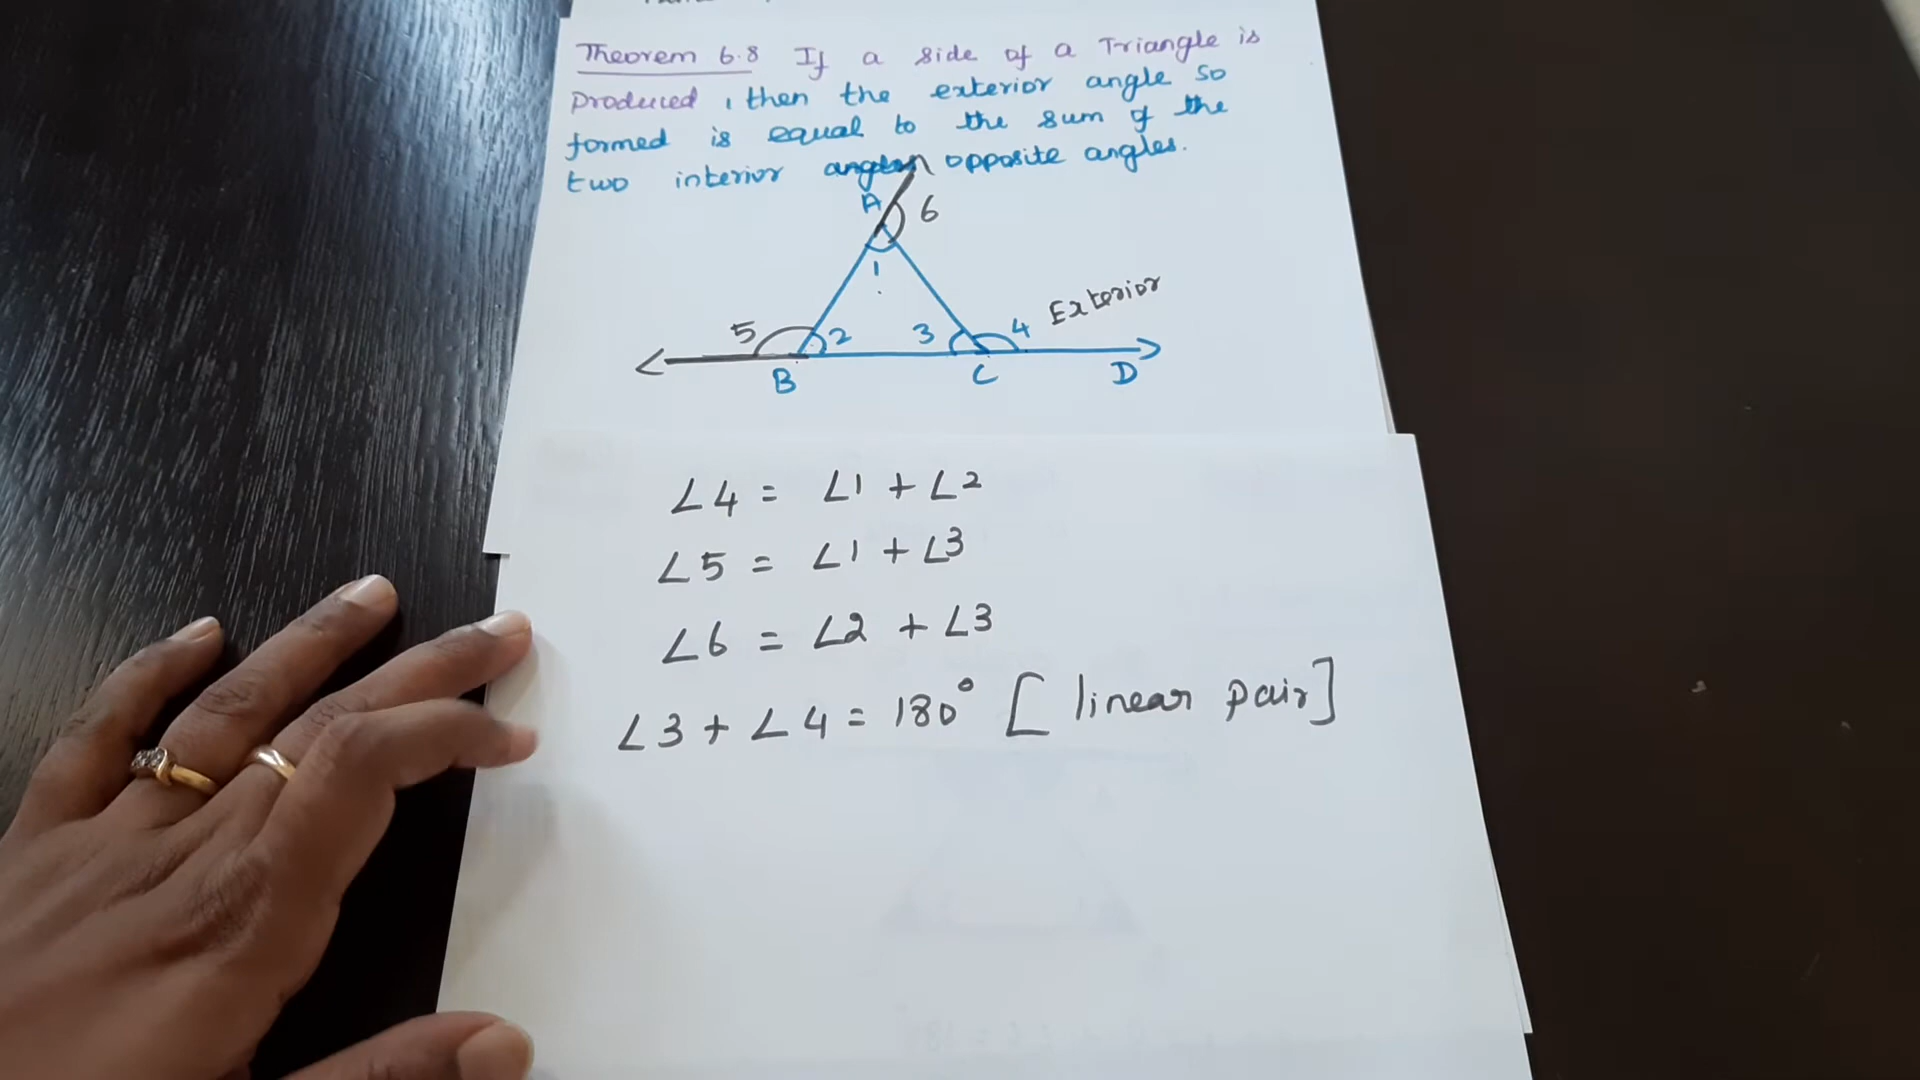 Theorem 6.8 If a side of a Triangle is
produced, then the exterior angle so
formed is equal to the sum of the
two interior angles opposite angles.
A
6
1
Exterior
5
2
3
4
B
C
D
∠4 = ∠1 + ∠2
∠5 = ∠1 + ∠3
∠6 = ∠2 + ∠3
∠3 + ∠4 = 180° [linear pair]